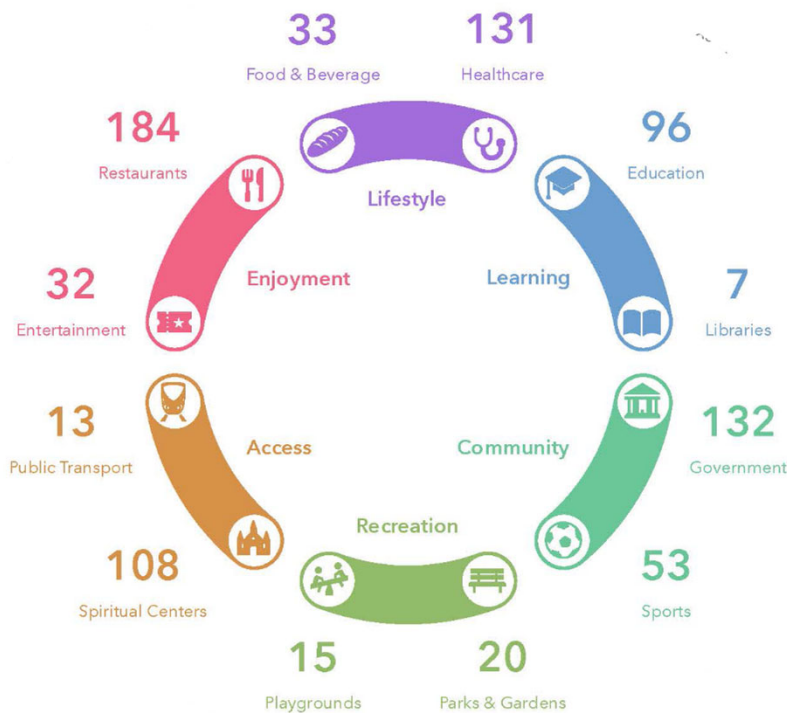 33
Food & Beverage
131
Healthcare
184
Restaurants
96
Education
Lifestyle
Enjoyment
Learning
32
Entertainment
7
Libraries
13
Public Transport
132
Government
Access
Community
Recreation
108
Spiritual Centers
53
Sports
15
Playgrounds
20
Parks & Gardens